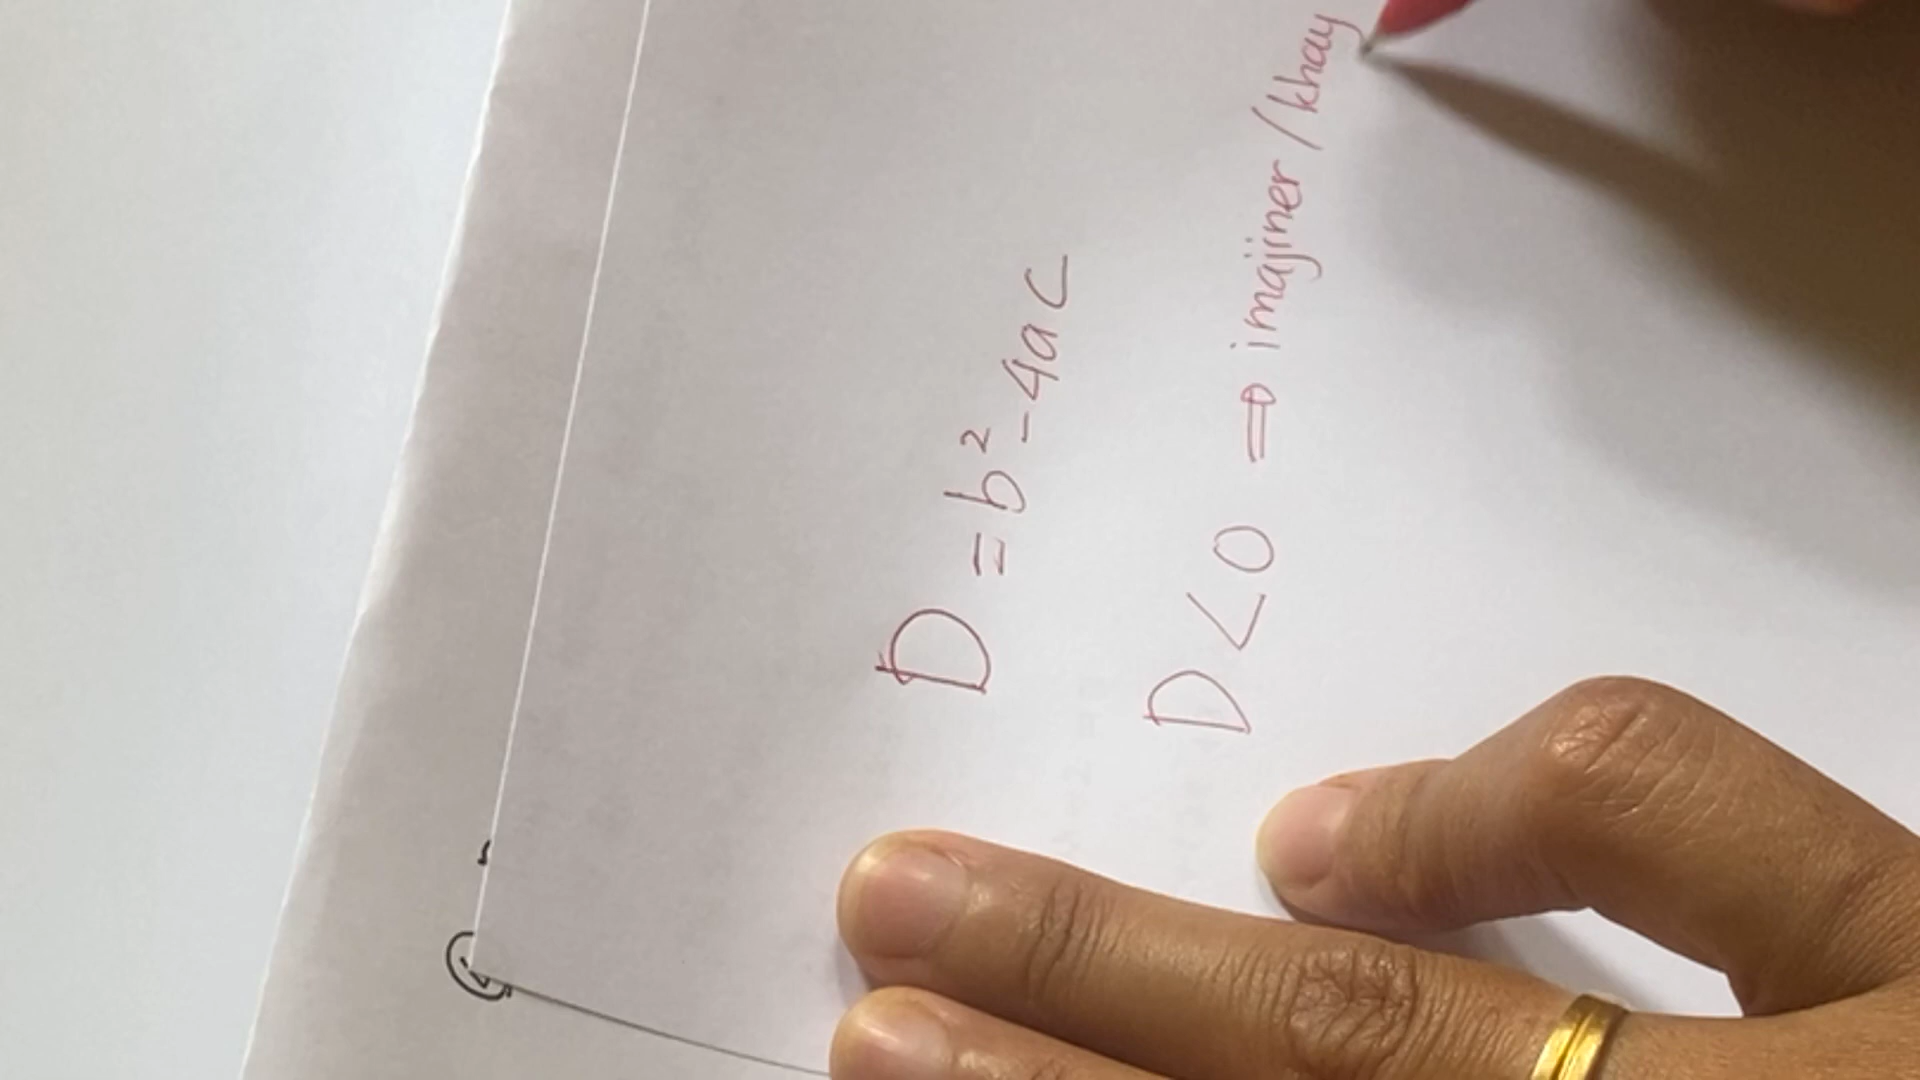 D = b² - 4ac
D < 0 ⇒ imajiner / khay